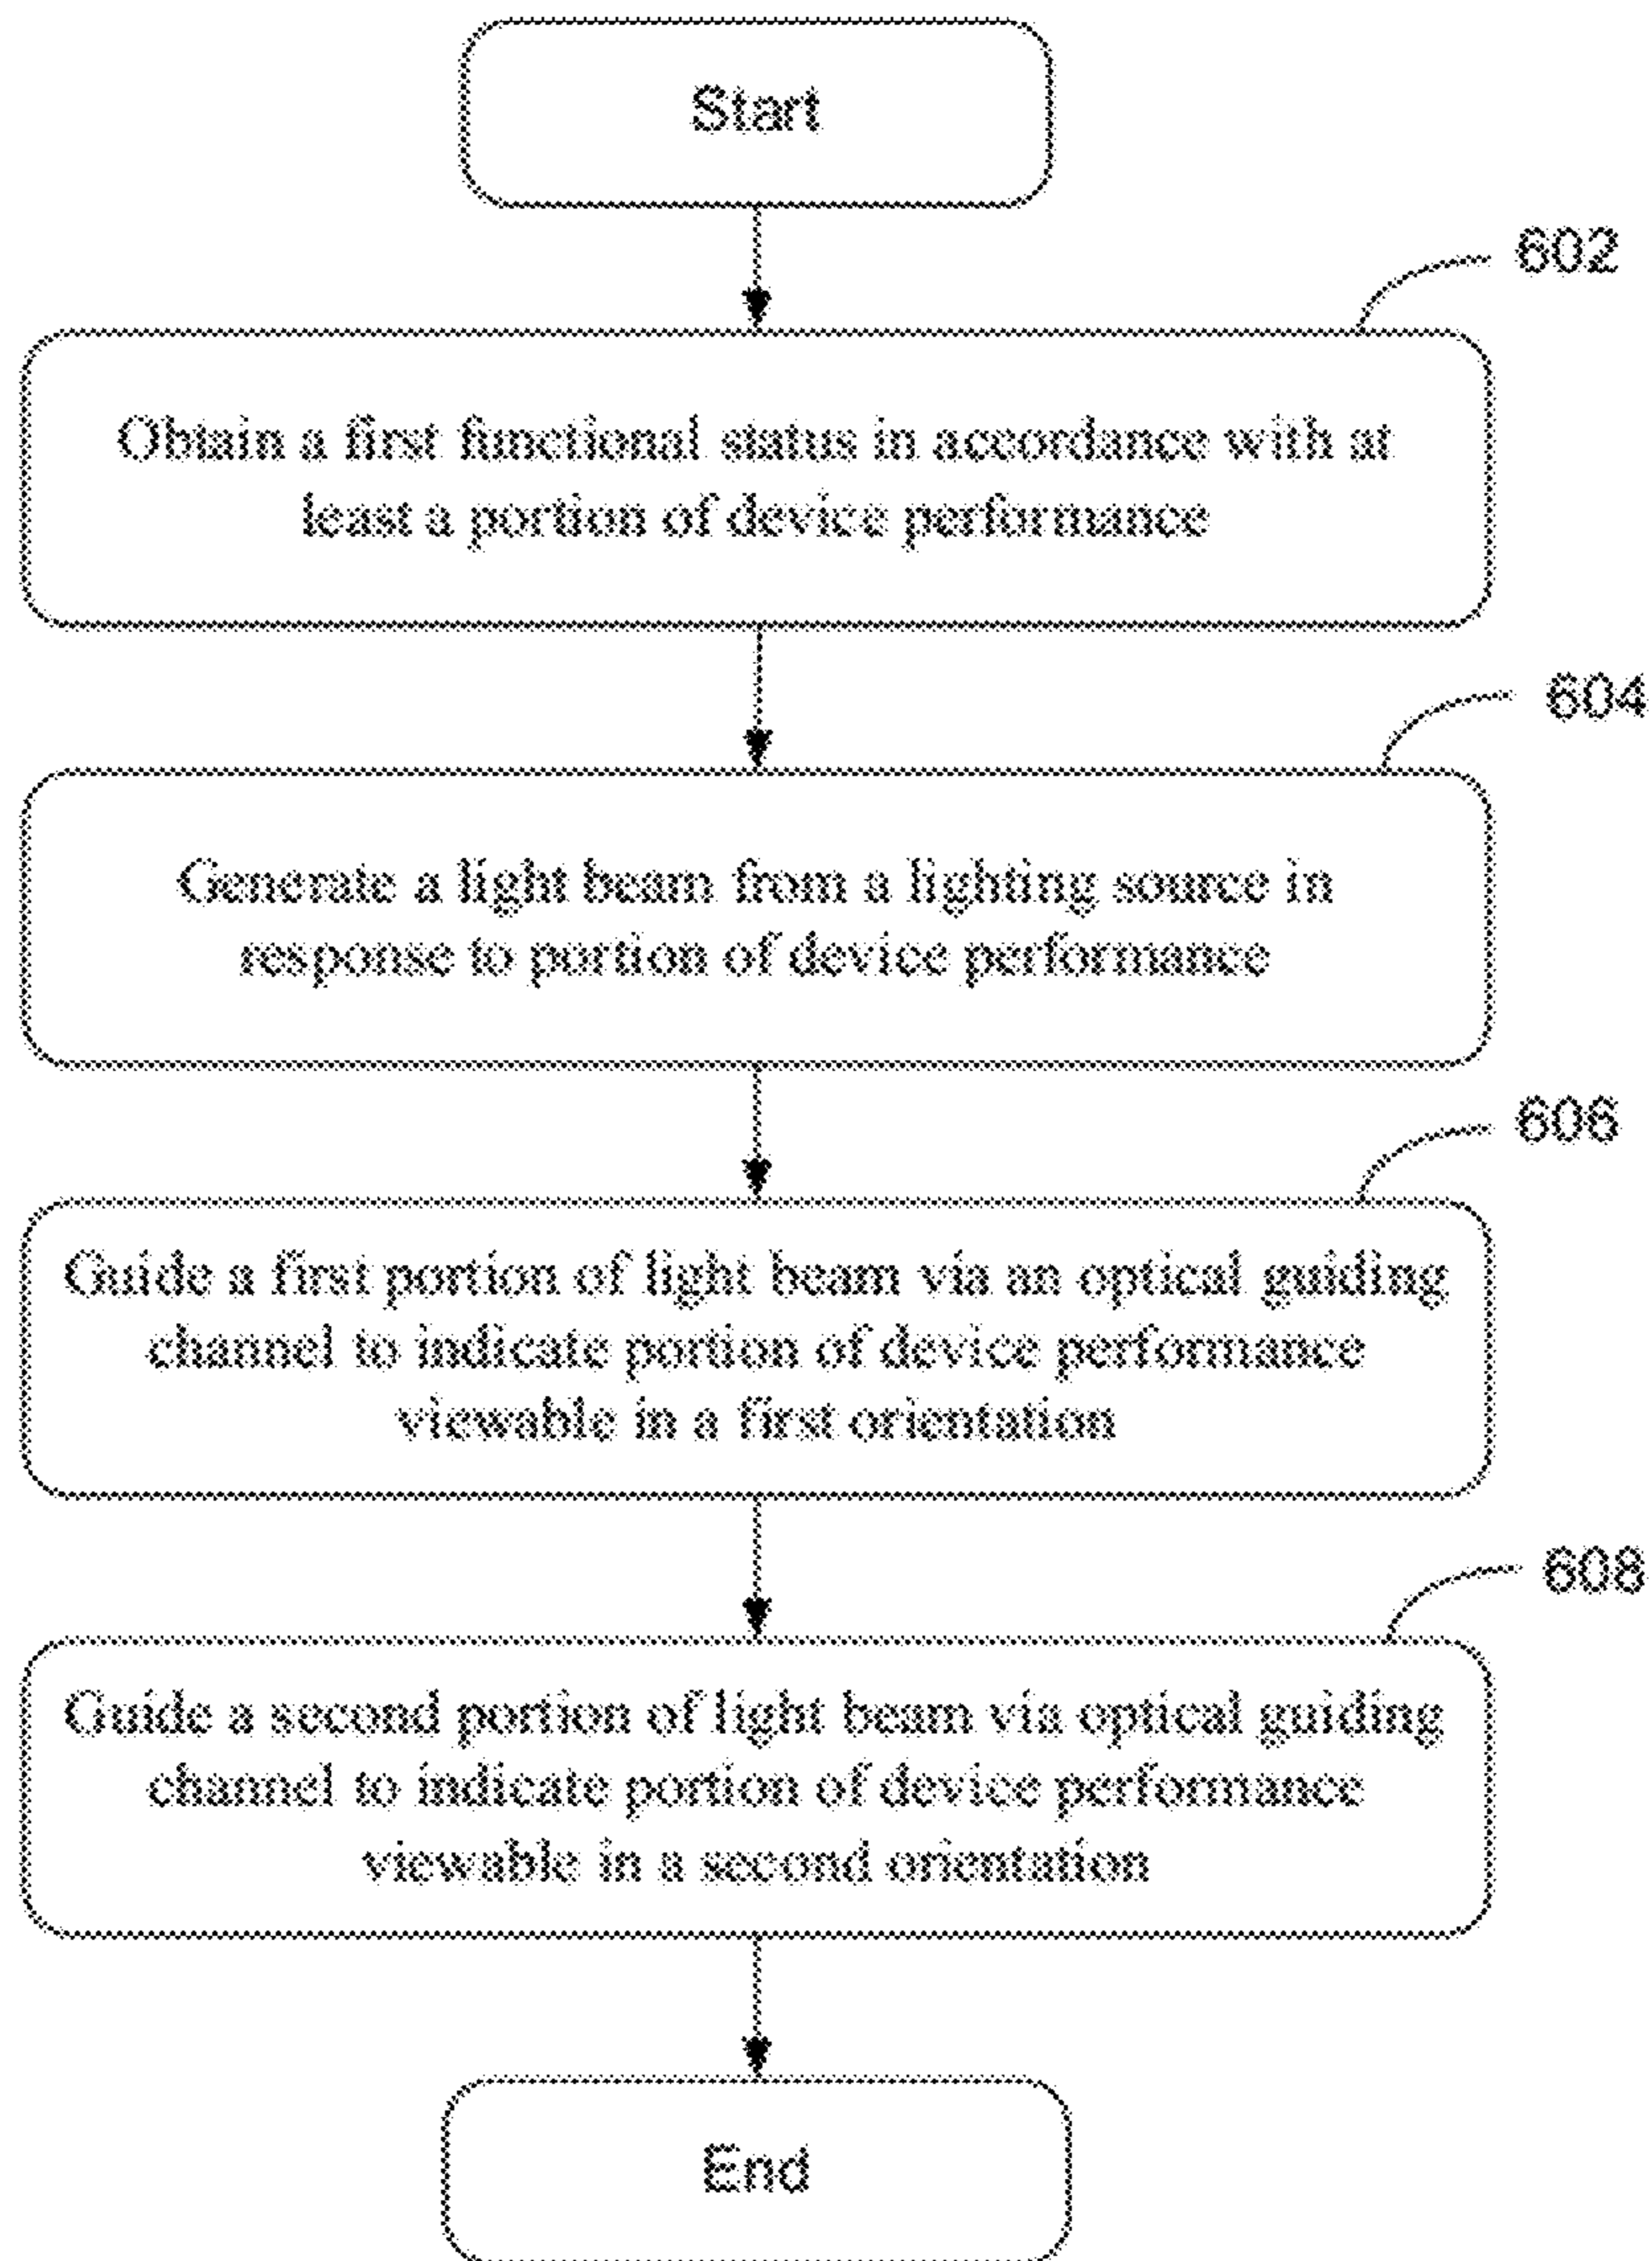 Start
602
Obtain a first functional status in accordance with at
least a portion of device performance
604
Generate a light beam from a lighting source in
response to portion of device performance
606
Guide a first portion of light beam via an optical guiding
channel to indicate portion of device performance
viewable in a first orientation
608
Guide a second portion of light beam via optical guiding
channel to indicate portion of device performance
viewable in a second orientation
End